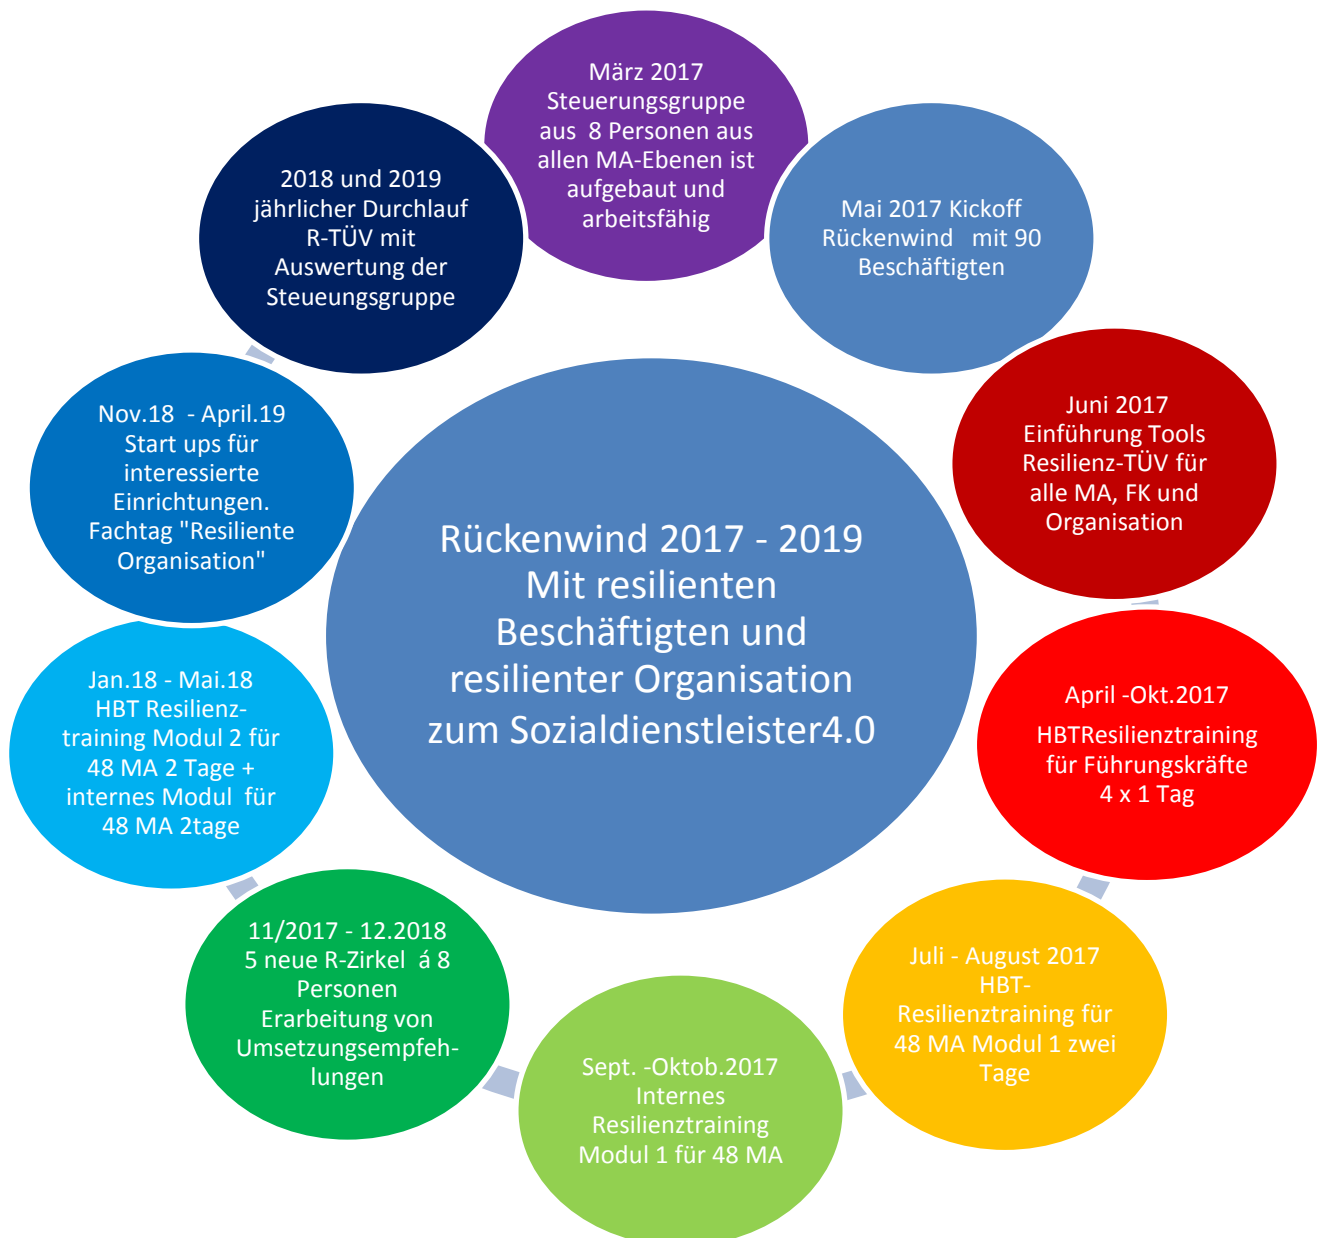 März 2017
Steuerungsgruppe
aus 8 Personen aus
allen MA-Ebenen ist
aufgebaut und
arbeitsfähig
Mai 2017 Kickoff
Rückenwind mit 90
Beschäftigten
Juni 2017
Einführung Tools
Resilienz-TÜV für
alle MA, FK und
Organisation
April -Okt.2017
HBTResilienztraining
für Führungskräfte
4 x 1 Tag
Juli - August 2017
HBT-
Resilienztraining für
48 MA Modul 1 zwei
Tage
Sept. -Oktob.2017
Internes
Resilienztraining
Modul 1 für 48 MA
11/2017 - 12.2018
5 neue R-Zirkel á 8
Personen
Erarbeitung von
Umsetzungsempfeh-
lungen
Jan.18 - Mai.18
HBT Resilienz-
training Modul 2 für
48 MA 2 Tage +
internes Modul für
48 MA 2tage
Nov.18 - April.19
Start ups für
interessierte
Einrichtungen.
Fachtag "Resiliente
Organisation"
2018 und 2019
jährlicher Durchlauf
R-TÜV mit
Auswertung der
Steueungsgruppe
Rückenwind 2017 - 2019
Mit resilienten
Beschäftigten und
resilienter Organisation
zum Sozialdienstleister4.0